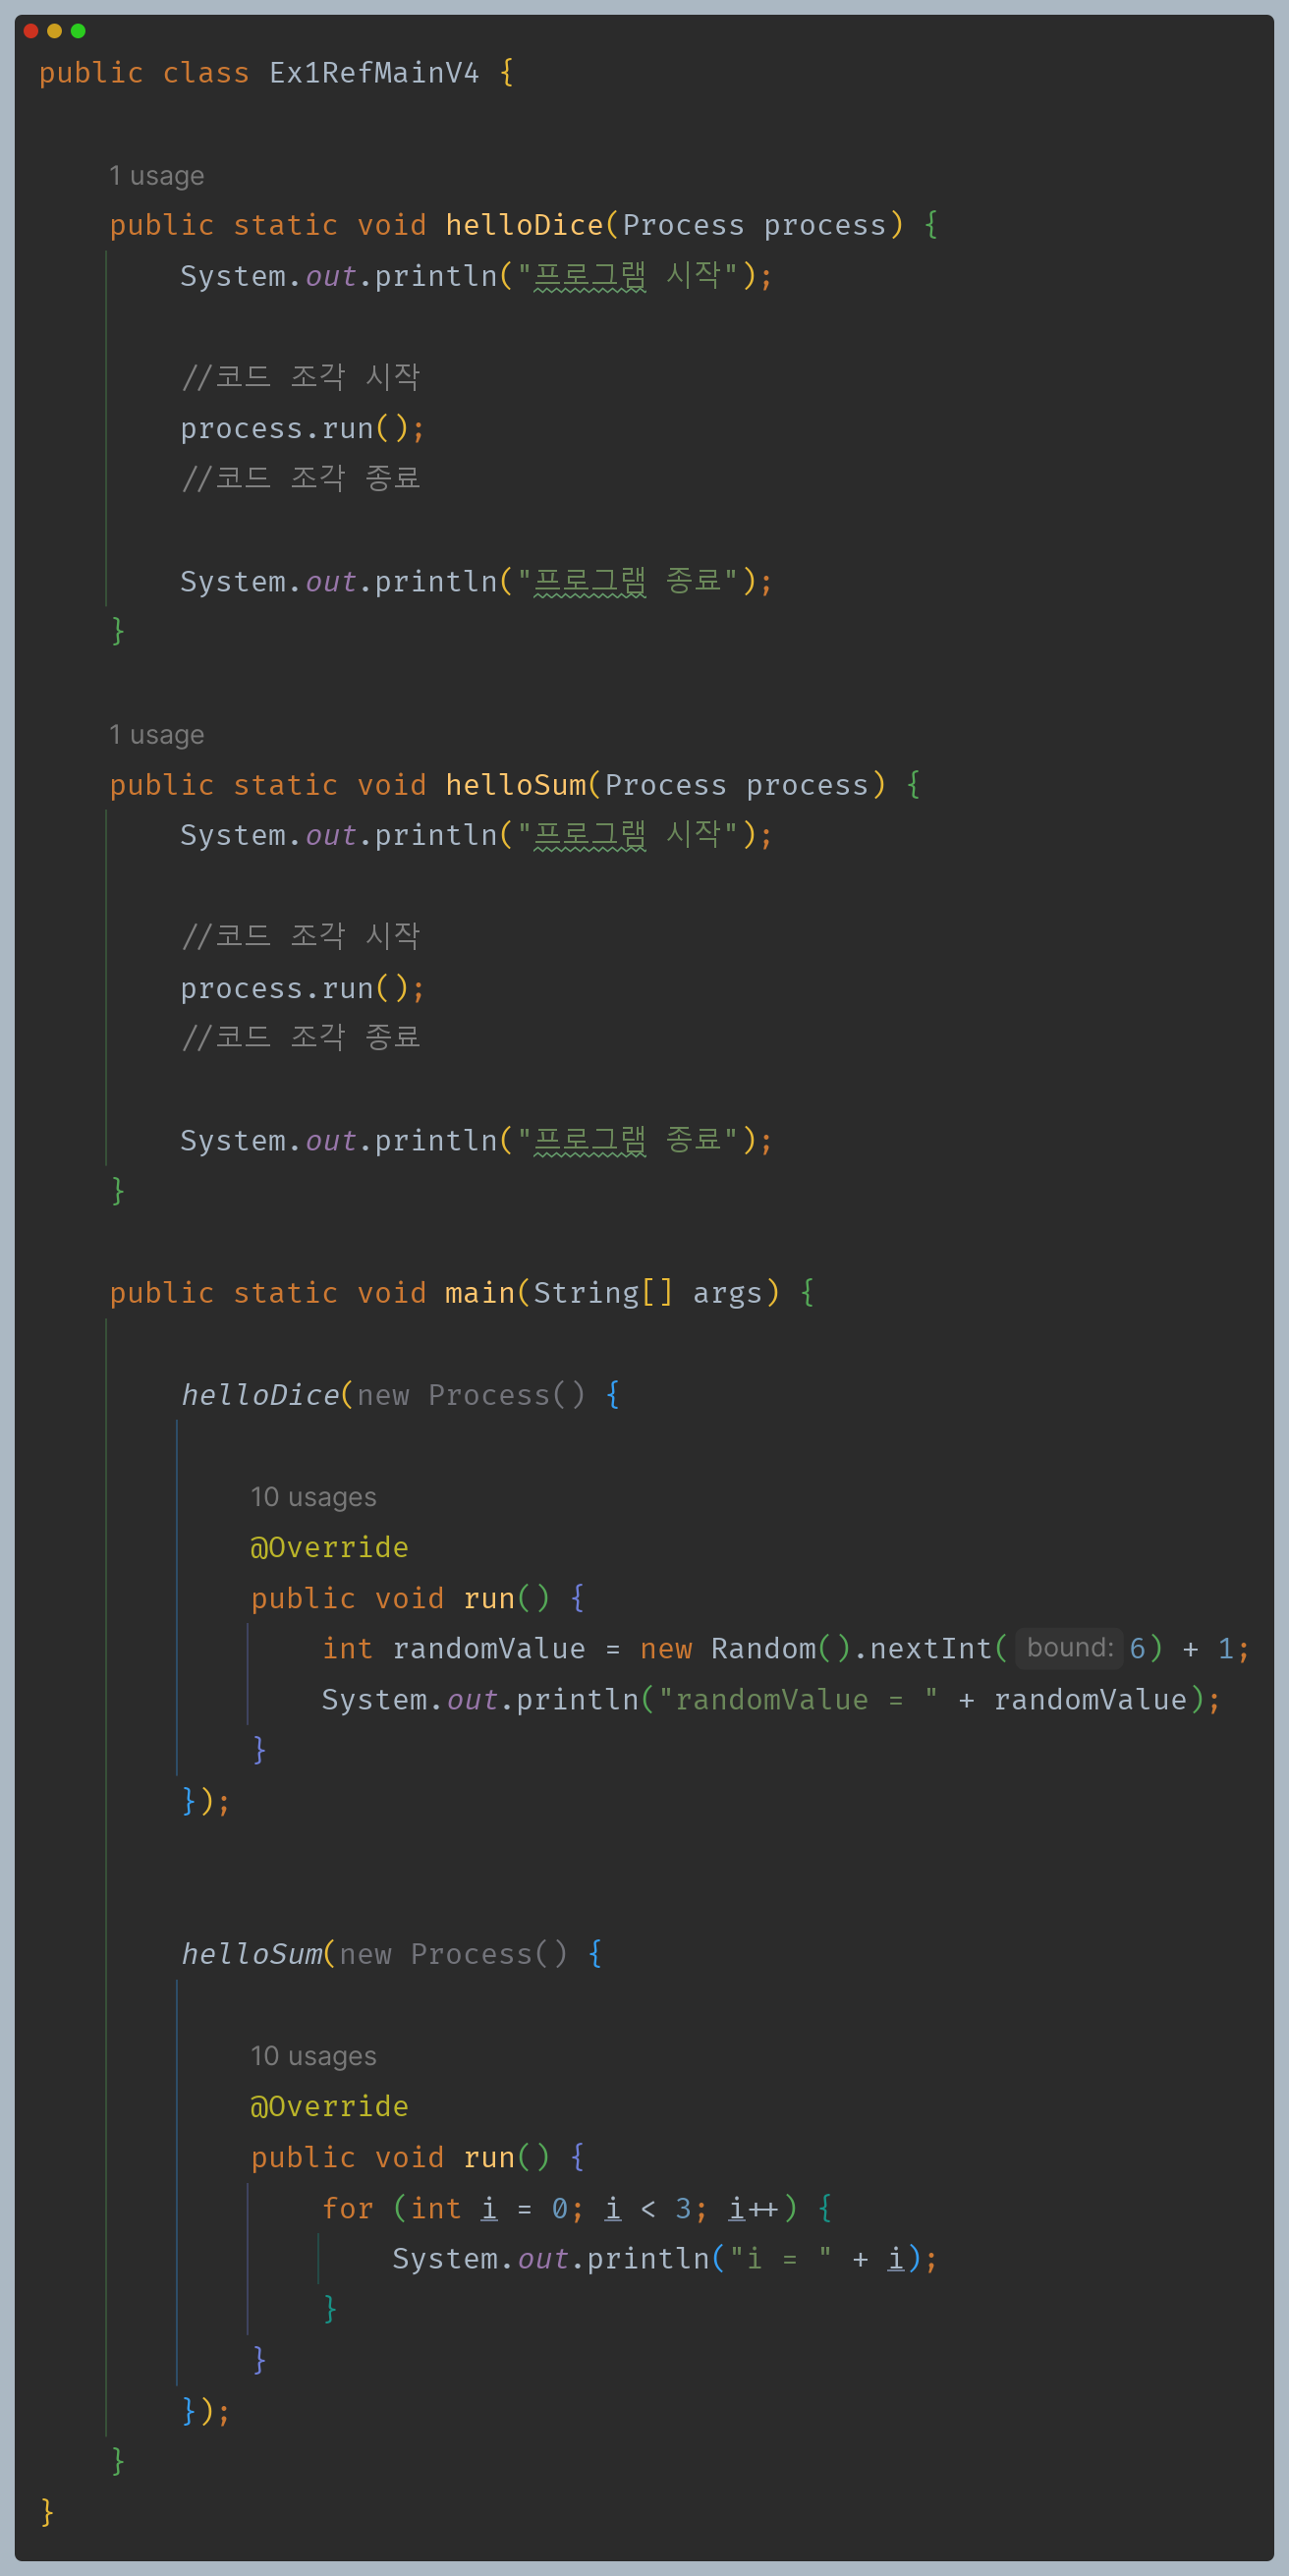 public class Ex1RefMainV4 {
1 usage
public static void helloDice(Process process) {
System.out.println("프로그램 시작");
//코드 조각 시작
process.run();
//코드 조각 종료
System.out.println("프로그램 종료");
}
1 usage
public static void helloSum(Process process) {
System.out.println("프로그램 시작");
//코드 조각 시작
process.run();
//코드 조각 종료
System.out.println("프로그램 종료");
}
public static void main(String[] args) {
helloDice(new Process() {
10 usages
@Override
public void run() {
int randomValue = new Random().nextInt( bound: 6) + 1;
System.out.println("randomValue = " + randomValue);
}
});
helloSum(new Process() {
10 usages
@Override
public void run() {
for (int i = 0; i < 3; i++) {
System.out.println("i = " + i);
}
}
});
}
}